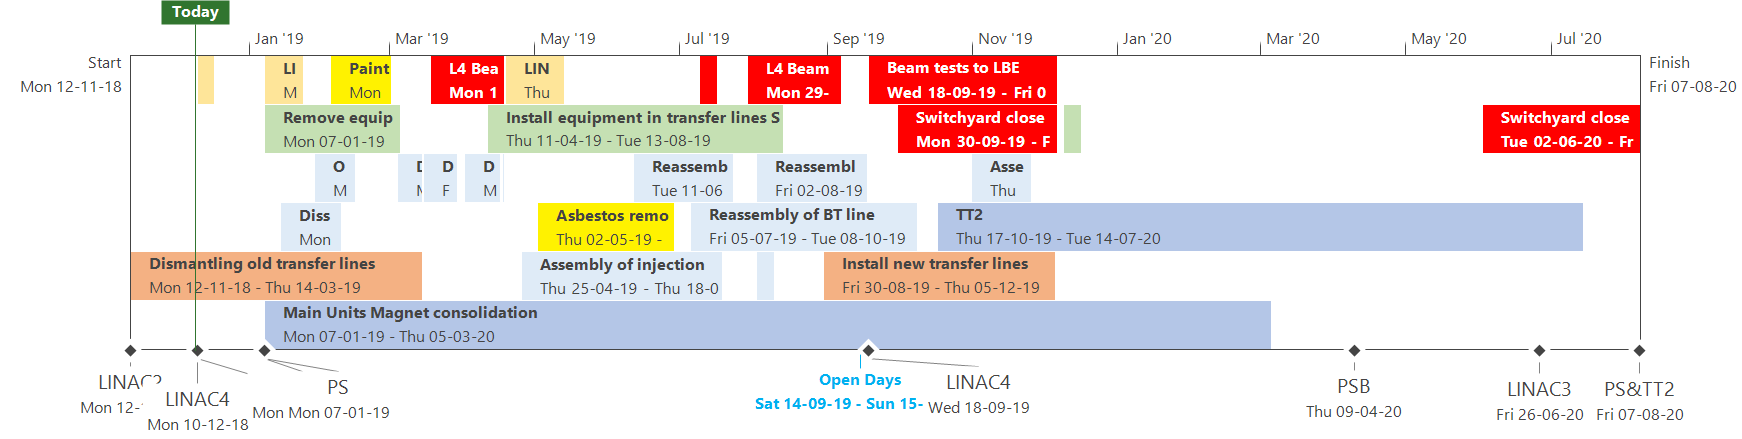 Today
Jan '19
Mar '19
May '19
Jul '19
Sep '19
Nov '19
Jan '20
Mar '20
May '20
Jul '20
Start
Mon 12-11-18
Finish
Fri 07-08-20
LI
M
Paint
Mon
L4 Bea
Mon 1
LIN
Thu
L4 Beam
Mon 29-
Beam tests to LBE
Wed 18-09-19 - Fri 0
Remove equip
Mon 07-01-19
Install equipment in transfer lines S
Thu 11-04-19 - Tue 13-08-19
Switchyard close
Mon 30-09-19 - F
Switchyard close
Tue 02-06-20 - Fr
O
M
D
F
D
M
Reassemb
Tue 11-06
Reassembl
Fri 02-08-19
Asse
Thu
Diss
Mon
Asbestos remo
Thu 02-05-19 -
Reassembly of BT line
Fri 05-07-19 - Tue 08-10-19
TT2
Thu 17-10-19 - Tue 14-07-20
Dismantling old transfer lines
Mon 12-11-18 - Thu 14-03-19
Assembly of injection
Thu 25-04-19 - Thu 18-0
Install new transfer lines
Fri 30-08-19 - Thu 05-12-19
Main Units Magnet consolidation
Mon 07-01-19 - Thu 05-03-20
LINAC2
Mon 12-
LINAC4
Mon 10-12-18
PS
Mon Mon 07-01-19
Open Days
Sat 14-09-19 - Sun 15-
LINAC4
Wed 18-09-19
PSB
Thu 09-04-20
LINAC3
Fri 26-06-20
PS&TT2
Fri 07-08-20